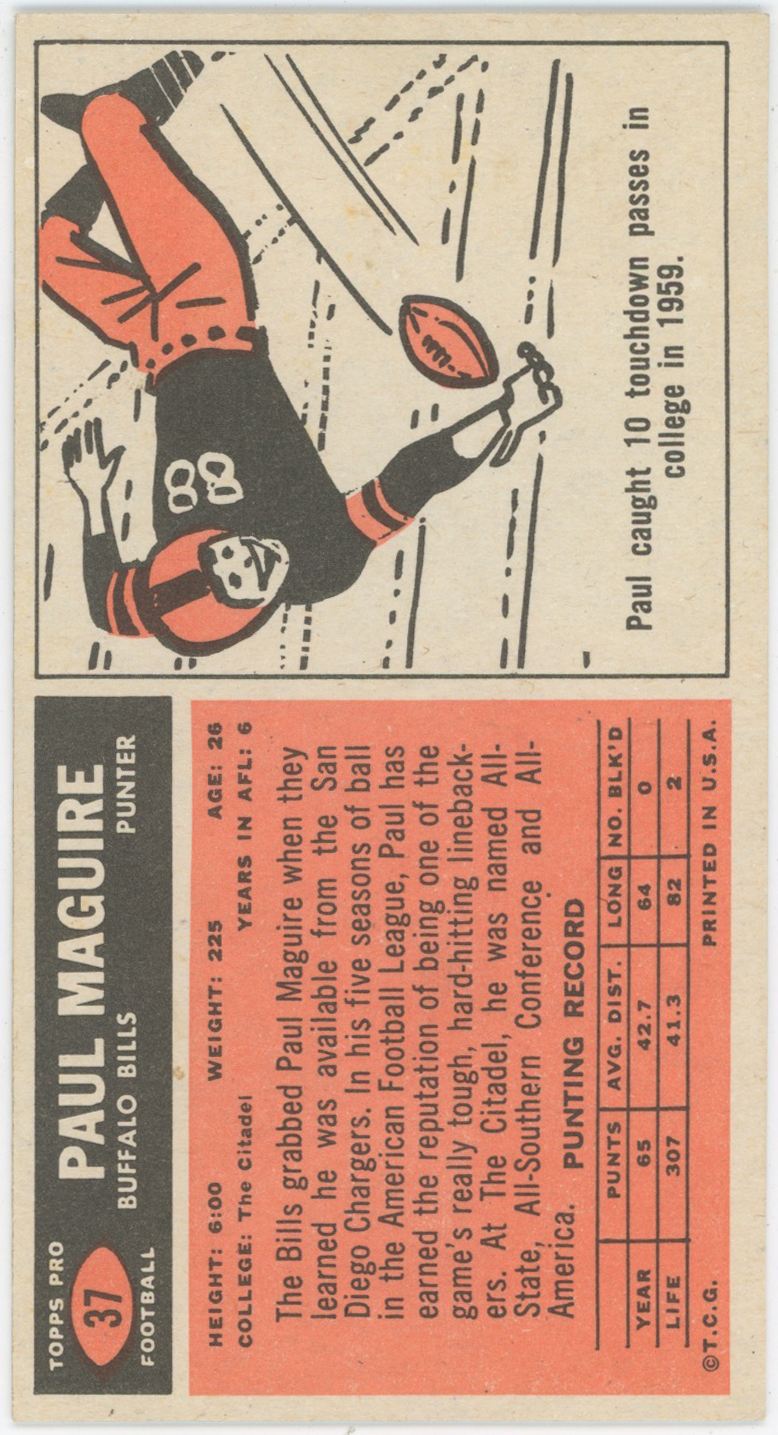 TOPPS PRO
37
FOOTBALL
PAUL MAGUIRE
BUFFALO BILLS PUNTER
HEIGHT: 6:00 WEIGHT: 225 AGE: 26
COLLEGE: The Citadel YEARS IN AFL: 6
The Bills grabbed Paul Maguire when they
learned he was available from the San
Diego Chargers. In his five seasons of ball
in the American Football League, Paul has
earned the reputation of being one of the
game's really tough, hard-hitting lineback-
ers. At The Citadel, he was named All-
State, All-Southern Conference and All-
America.
PUNTING RECORD
PUNTS AVG. DIST. LONG NO. BLK'D
YEAR 65 42.7 64 0
LIFE 307 41.3 82 2
©T.C.G. PRINTED IN U.S.A.
88
Paul caught 10 touchdown passes in
college in 1959.